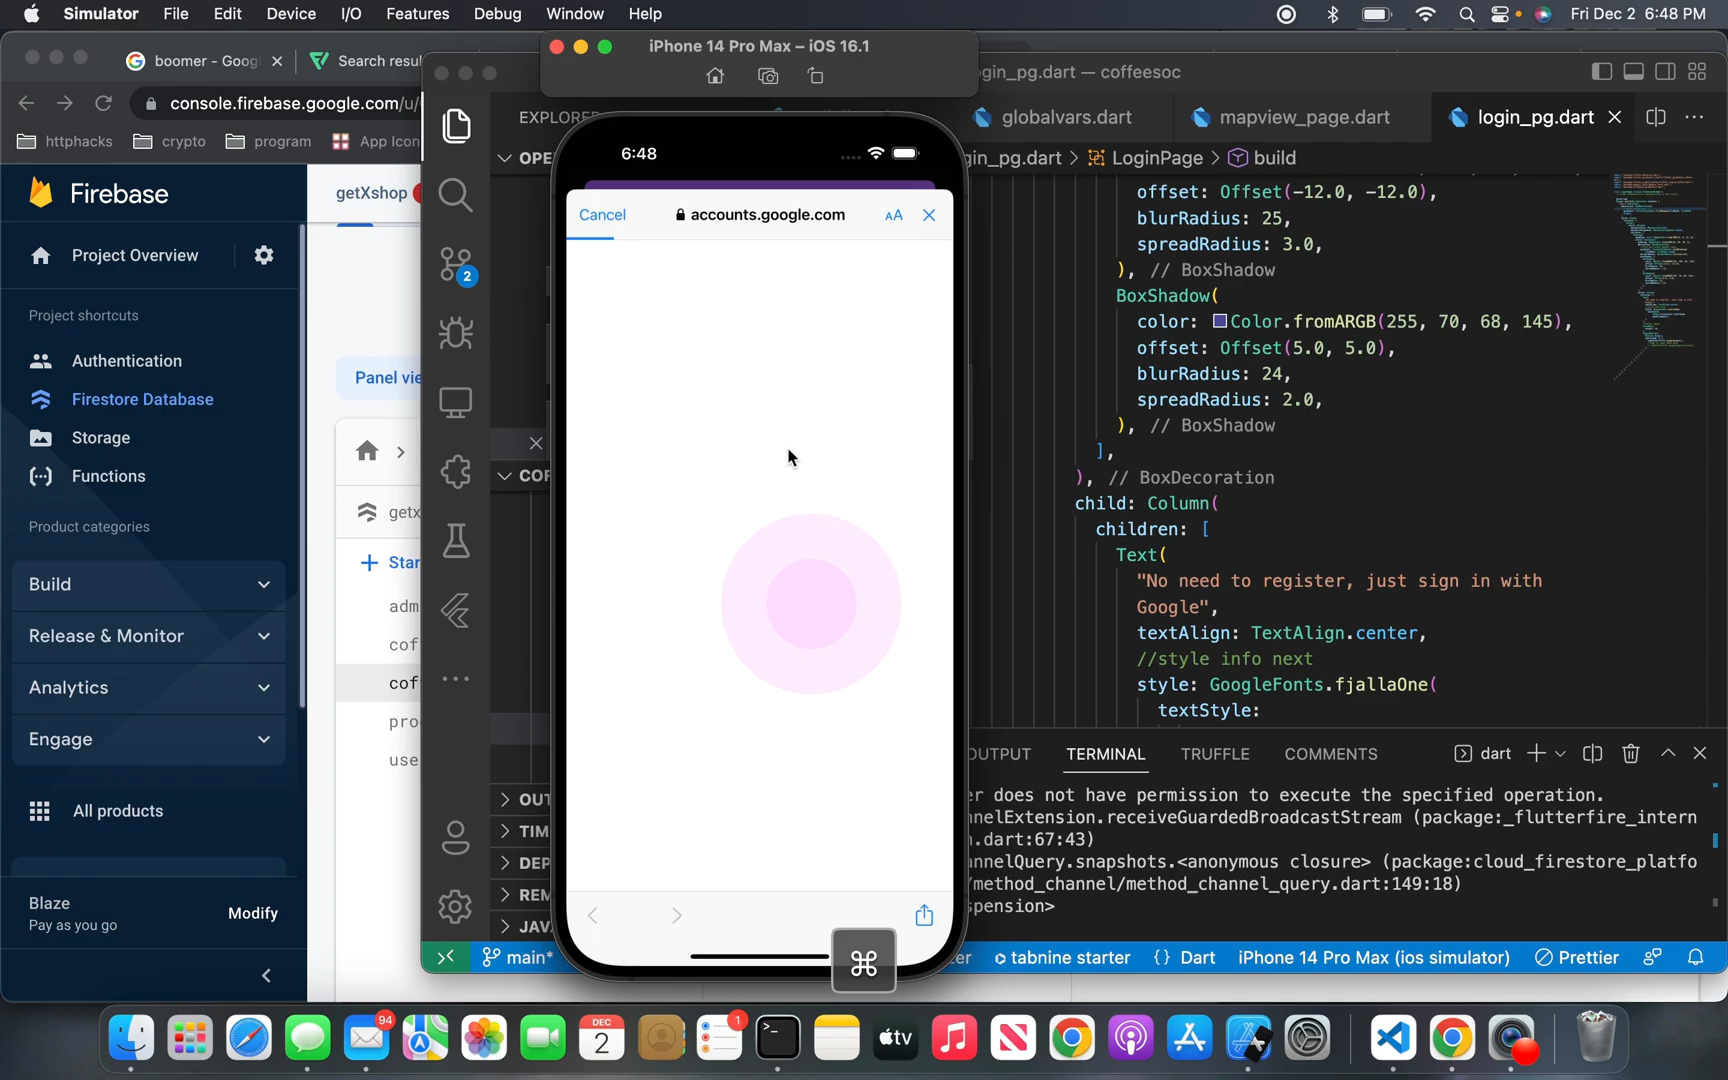 Simulator File Edit Device I/O Features Debug Window Help Fri Dec 2 6:48 PM
boomer - Goog
Search resu
console.firebase.google.com/u/
httphacks crypto program App Icon
Firebase
Project Overview
Project shortcuts
Authentication
Firestore Database
Storage
Functions
Product categories
Build
Release & Monitor
Analytics
Engage
All products
Blaze
Pay as you go
Modify
getXshop
Panel vie
getx
Star
adm
cof
cof
pro
use
iPhone 14 Pro Max – iOS 16.1
gin_pg.dart — coffeesoc
EXPLORER
OPE
COF
OUT
TIM
DEP
REM
JAV
2
globalvars.dart mapview_page.dart login_pg.dart
gin_pg.dart > LoginPage > build
6:48
Cancel accounts.google.com AA
offset: Offset(-12.0, -12.0),
blurRadius: 25,
spreadRadius: 3.0,
), // BoxShadow
BoxShadow(
color: Color.fromARGB(255, 70, 68, 145),
offset: Offset(5.0, 5.0),
blurRadius: 24,
spreadRadius: 2.0,
), // BoxShadow
],
), // BoxDecoration
child: Column(
children: [
Text(
"No need to register, just sign in with
Google",
textAlign: TextAlign.center,
//style info next
style: GoogleFonts.fjallaOne(
textStyle:
OUTPUT TERMINAL TRUFFLE COMMENTS dart
er does not have permission to execute the specified operation.
nnelExtension.receiveGuardedBroadcastStream (package:_flutterfire_intern
.dart:67:43)
annelQuery.snapshots.<anonymous closure> (package:cloud_firestore_platfo
/method_channel/method_channel_query.dart:149:18)
spension>
main* ter tabnine starter {} Dart iPhone 14 Pro Max (ios simulator) Prettier
⌘
94
DEC
2
1
tv